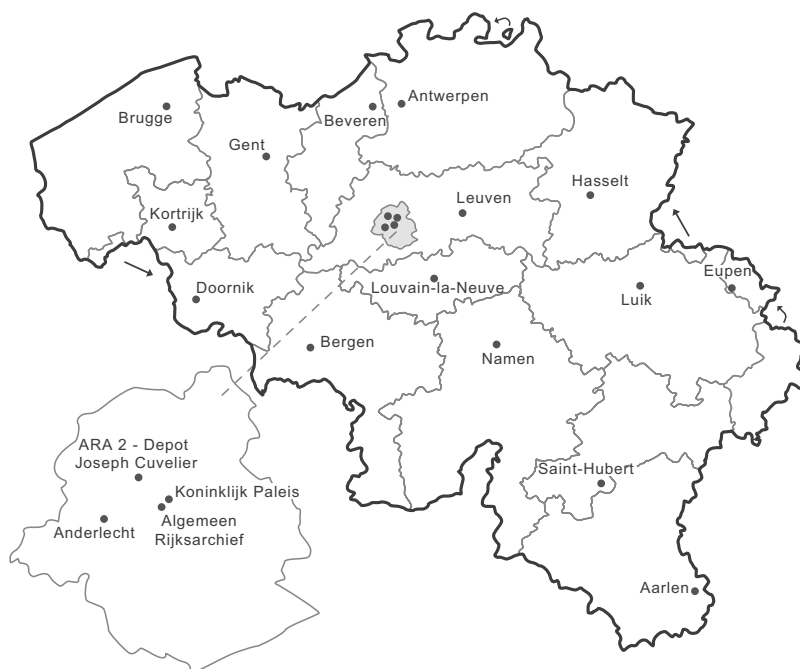 Antwerpen
Brugge
Beveren
Gent
Hasselt
Leuven
Kortrijk
Eupen
Doornik
Louvain-la-Neuve
Luik
Bergen
Namen
ARA 2 - Depot
Joseph Cuvelier
Saint-Hubert
Koninklijk Paleis
Algemeen
Rijksarchief
Anderlecht
Aarlen